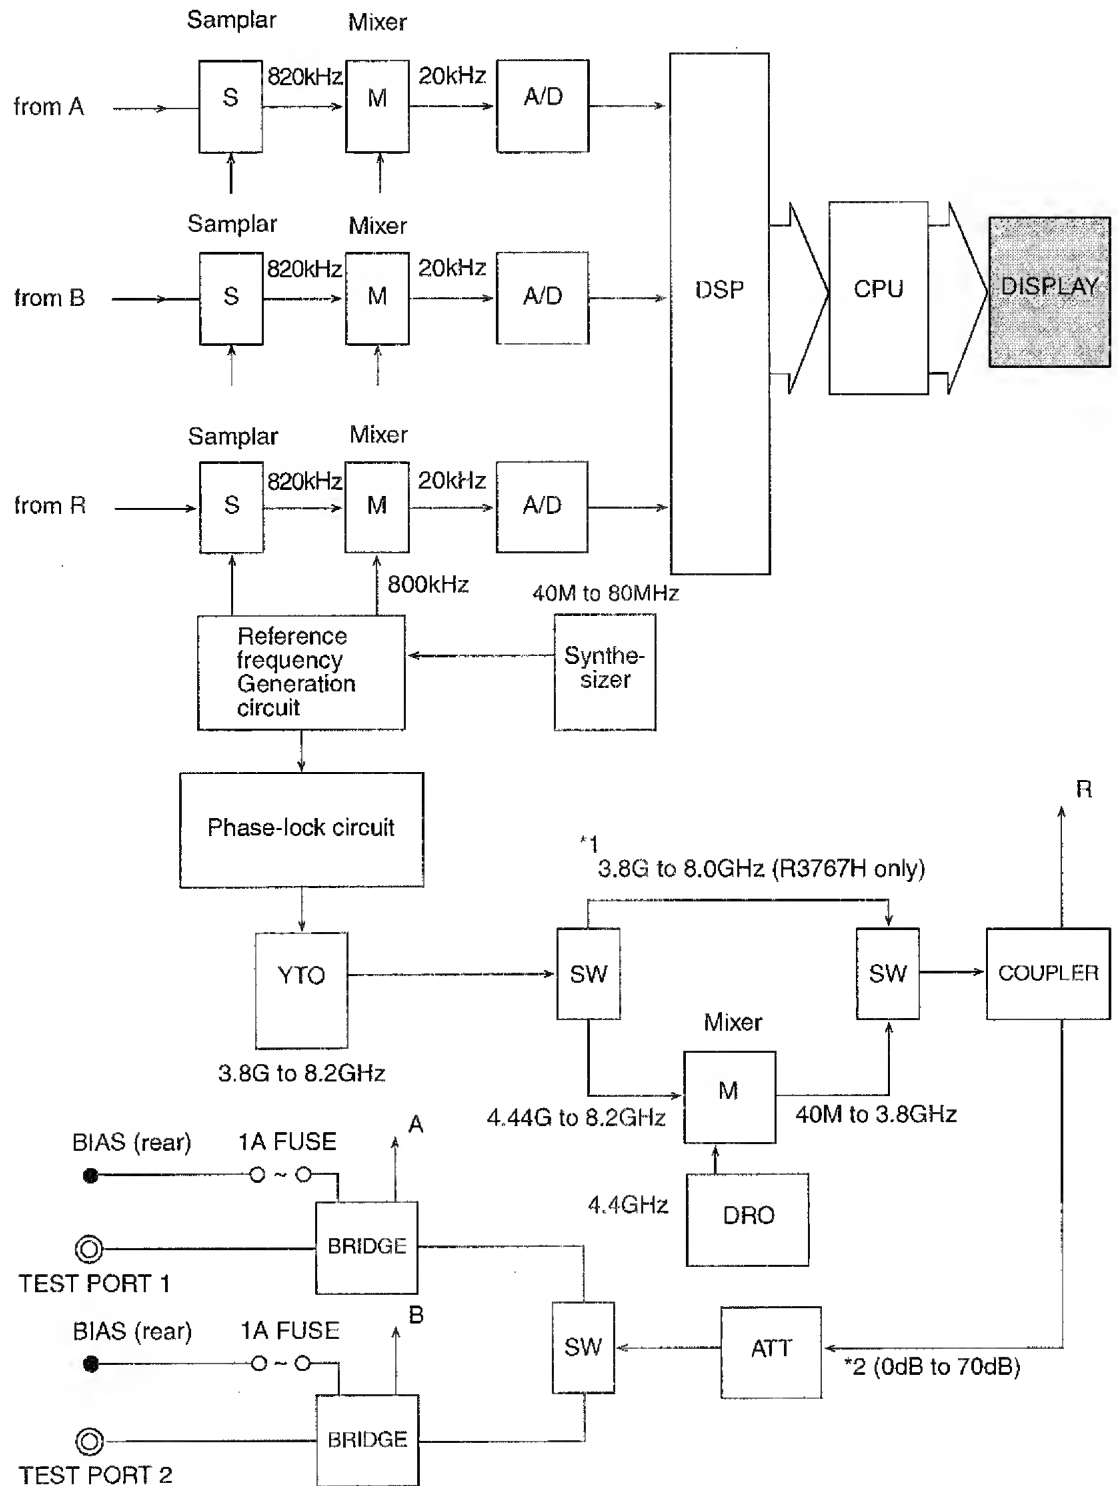 Samplar
Mixer
from A
S
820kHz
M
20kHz
A/D
Samplar
Mixer
from B
S
820kHz
M
20kHz
A/D
DSP
CPU
DISPLAY
Samplar
Mixer
from R
S
820kHz
M
20kHz
A/D
800kHz
40M to 80MHz
Reference
frequency
Generation
circuit
Synthe-
sizer
Phase-lock circuit
R
*1
3.8G to 8.0GHz (R3767H only)
YTO
SW
SW
COUPLER
3.8G to 8.2GHz
Mixer
M
4.44G to 8.2GHz
40M to 3.8GHz
4.4GHz
DRO
BIAS (rear)
1A FUSE
A
BRIDGE
TEST PORT 1
BIAS (rear)
1A FUSE
B
SW
ATT
*2 (0dB to 70dB)
BRIDGE
TEST PORT 2